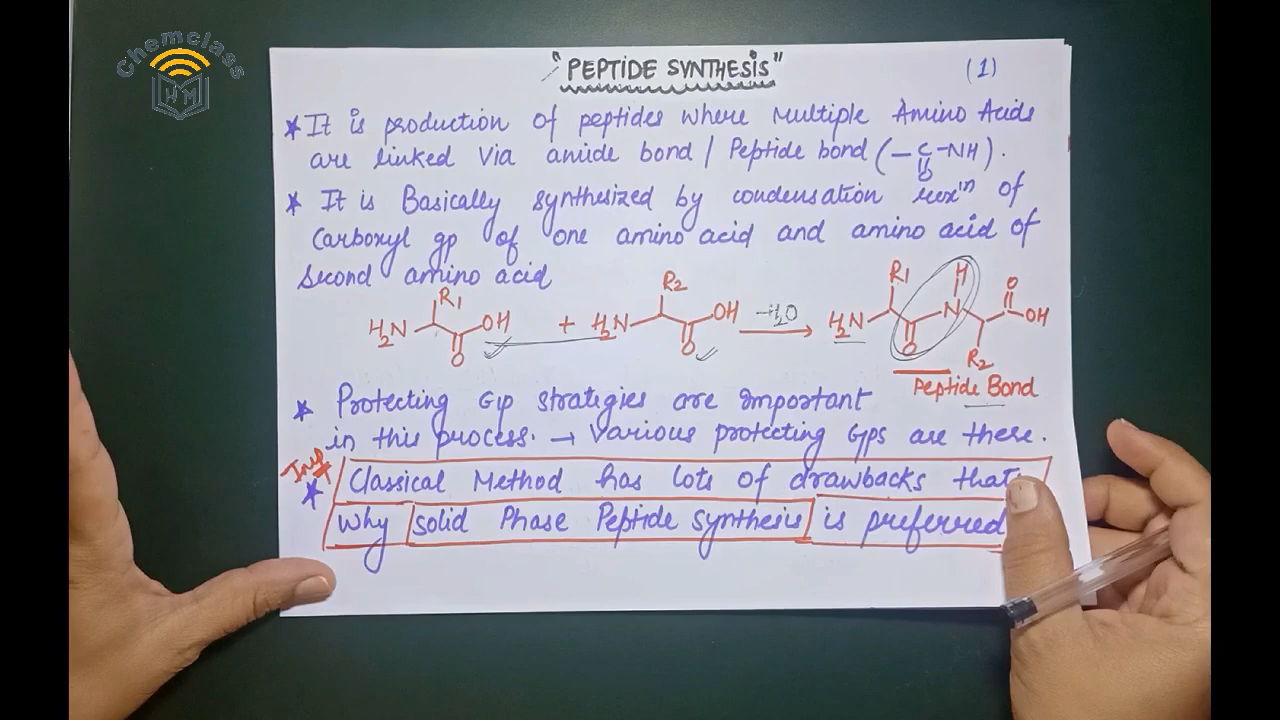 Chemclass
HM
"PEPTIDE SYNTHESIS"
(1)
★ It is production of peptides where Multiple Amino Acids
are linked Via amide bond / Peptide bond (-C-NH).
O
★ It is Basically synthesized by condensation rexⁿ of
Carboxyl gp of one amino acid and amino acid of
second amino acid
R1 R2 R1 H O
H2N OH + H2N OH -H2O H2N N OH
O O O R2
Peptide Bond
★ Protecting Gp strategies are important
in this process. → Various protecting Gps are there.
Imp
★ Classical Method has lots of drawbacks that
why solid Phase Peptide synthesis is preferred